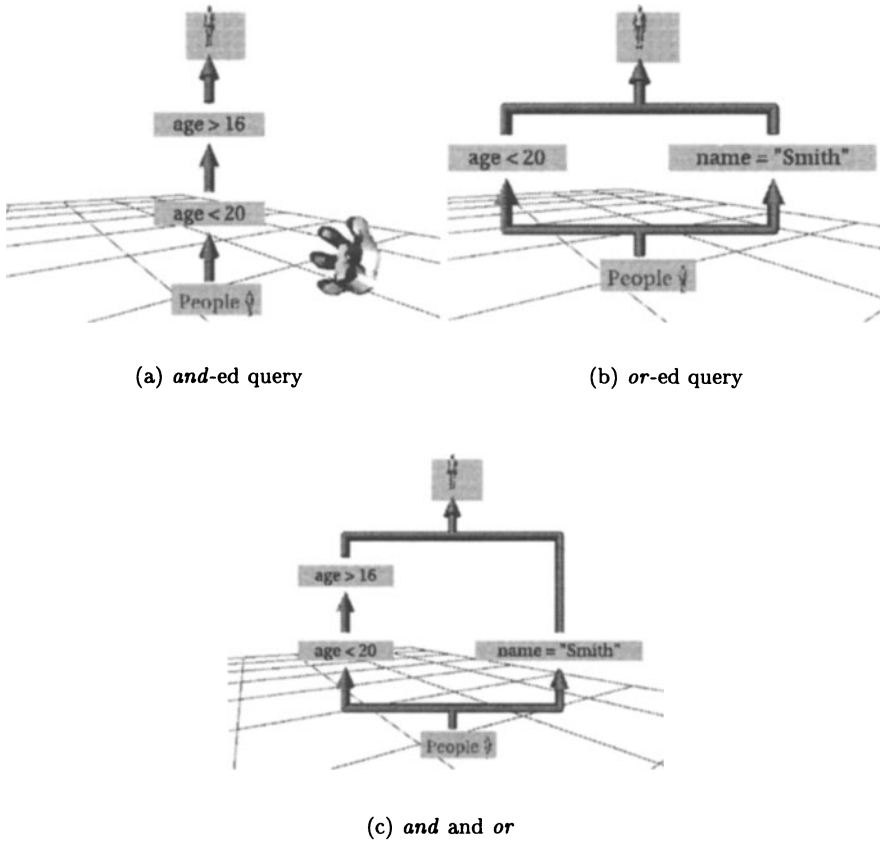 age > 16
age < 20
People
(a) and-ed query
age < 20
name = "Smith"
People
(b) or-ed query
age > 16
age < 20
name = "Smith"
People
(c) and and or